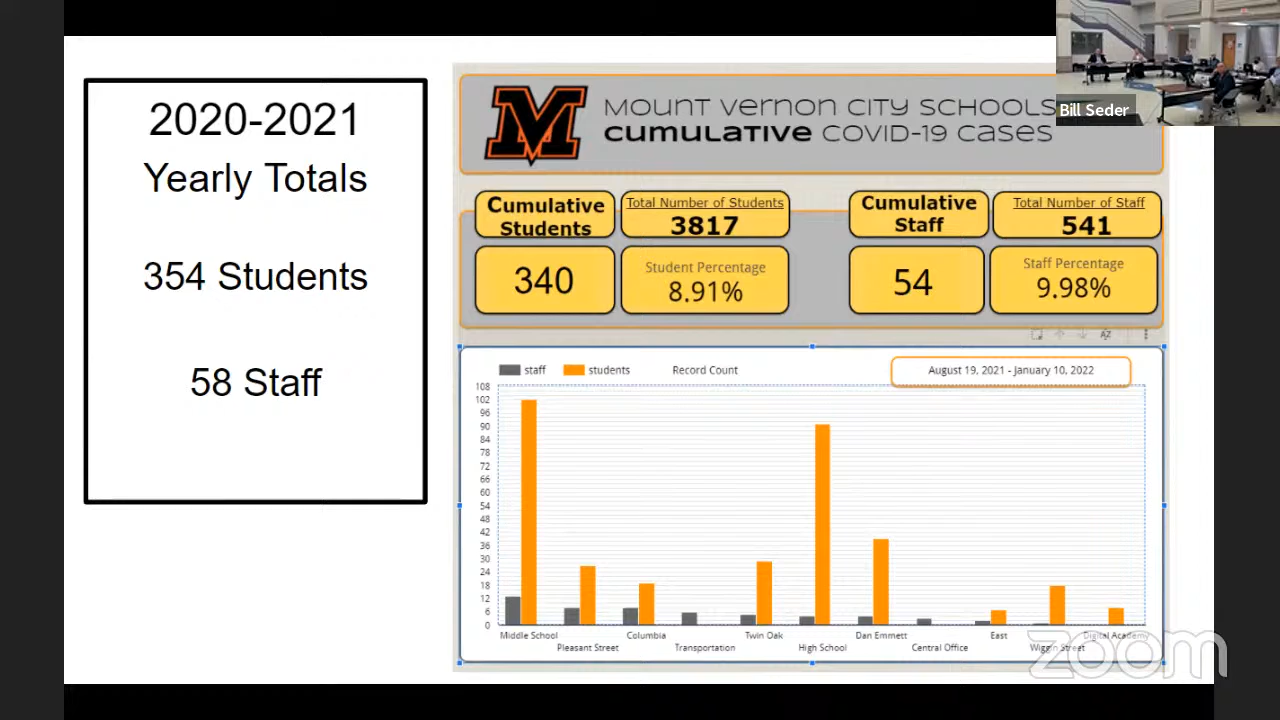 2020-2021
Yearly Totals
354 Students
58 Staff
M
MOUNT VERNON CITY SCHOOLS
CUMULATIVE COVID-19 CASES
Bill Seder
Cumulative Students
Total Number of Students
3817
Cumulative Staff
Total Number of Staff
541
340
Student Percentage
8.91%
54
Staff Percentage
9.98%
staff students Record Count
August 19, 2021 - January 10, 2022
108
102
96
90
84
78
72
66
60
54
48
42
36
30
24
18
12
6
0
Middle School Columbia Twin Oak Dan Emmett East Digital Academy
Pleasant Street Transportation High School Central Office Wiggin Street
zoom